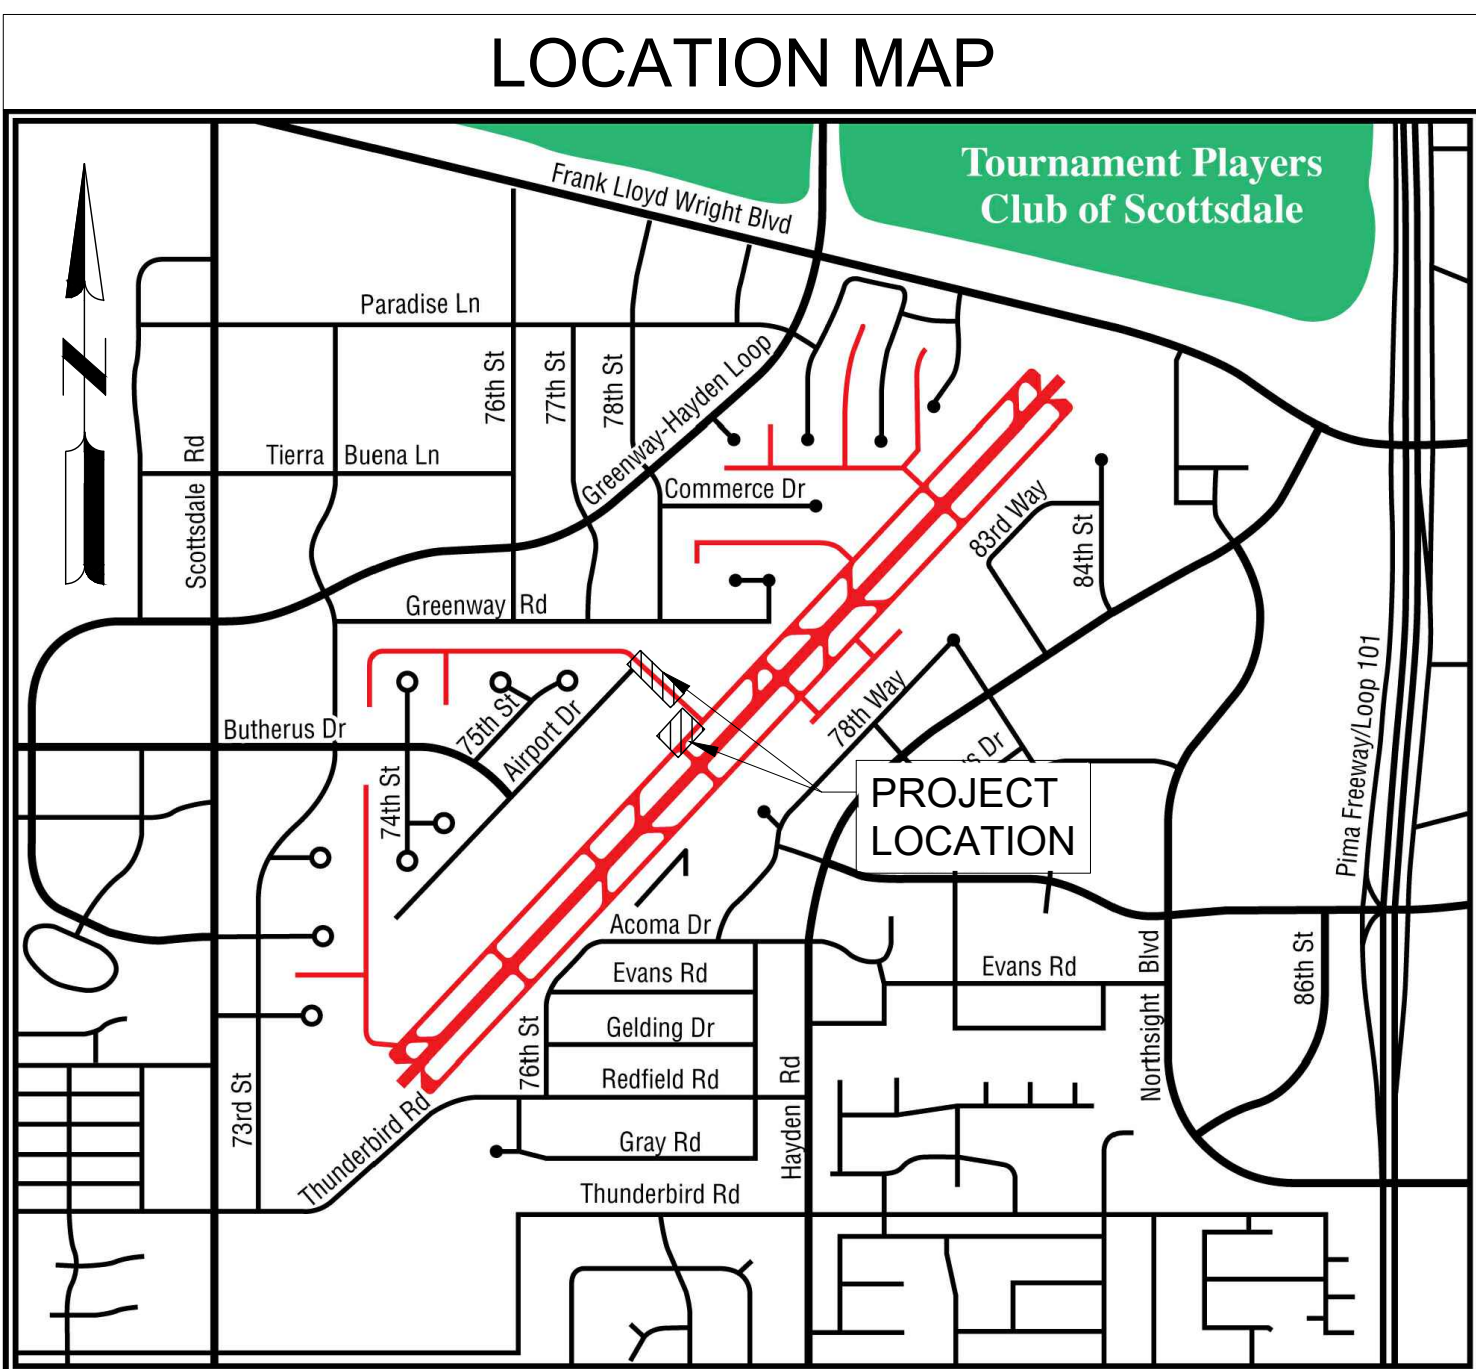 LOCATION MAP
Tournament Players
Club of Scottsdale
Frank Lloyd Wright Blvd
Paradise Ln
76th St
77th St
78th St
Greenway-Hayden Loop
Scottsdale Rd
Tierra Buena Ln
Commerce Dr
83rd Way
84th St
Greenway Rd
N
Pima Freeway/Loop 101
78th Way
75th St
Airport Dr
Butherus Dr
74th St
s Dr
PROJECT
LOCATION
Acoma Dr
Evans Rd
Evans Rd
Northsight Blvd
86th St
Gelding Dr
76th St
Redfield Rd
Hayden Rd
73rd St
Thunderbird Rd
Gray Rd
Thunderbird Rd